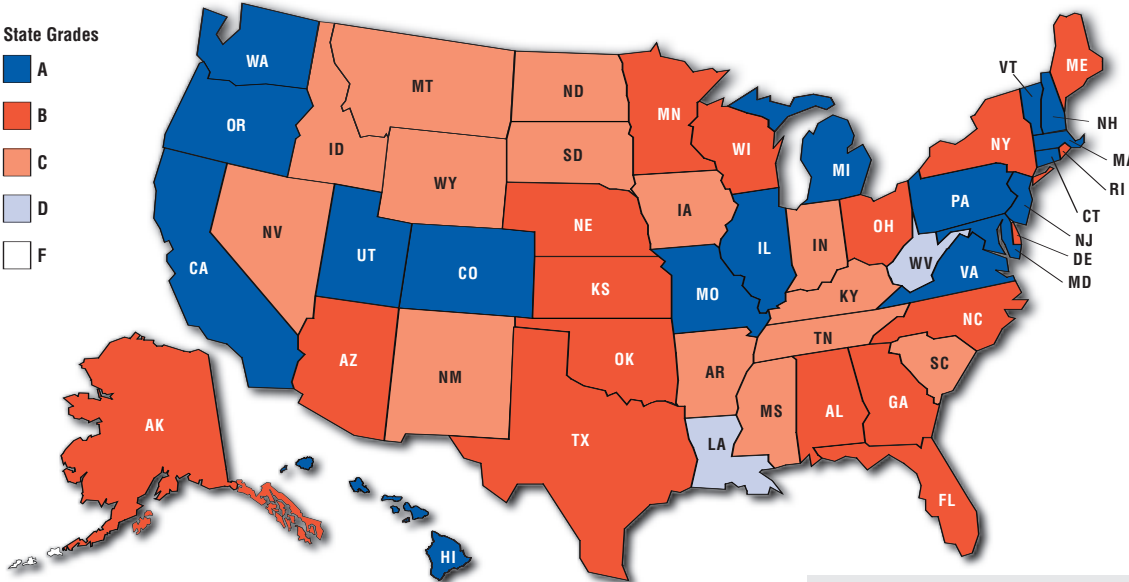 State Grades
A
B
C
D
F
WA
OR
CA
ID
NV
MT
WY
UT
CO
AZ
NM
ND
SD
NE
KS
OK
TX
MN
IA
MO
AR
LA
WI
IL
MI
IN
OH
KY
TN
MS
AL
GA
FL
SC
NC
VA
WV
PA
NY
ME
VT
NH
MA
RI
CT
NJ
DE
MD
AK
HI